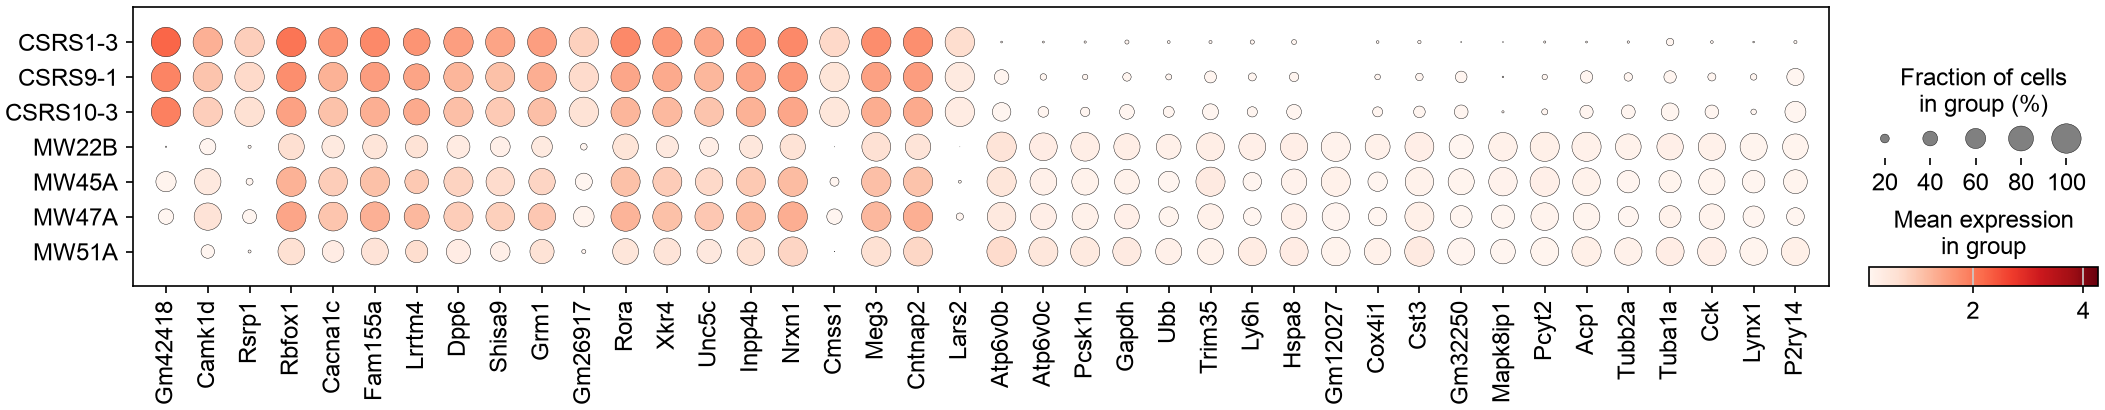 CSRS1-3
CSRS9-1
CSRS10-3
MW22B
MW45A
MW47A
MW51A
Gm42418
Camk1d
Rsrp1
Rbfox1
Cacna1c
Fam155a
Lrrtm4
Dpp6
Shisa9
Grm1
Gm26917
Rora
Xkr4
Unc5c
Inpp4b
Nrxn1
Cmss1
Meg3
Cntnap2
Lars2
Atp6v0b
Atp6v0c
Pcsk1n
Gapdh
Ubb
Trim35
Ly6h
Hspa8
Gm12027
Cox4i1
Cst3
Gm32250
Mapk8ip1
Pcyt2
Acp1
Tubb2a
Tuba1a
Cck
Lynx1
P2ry14
Fraction of cells
in group (%)
20 40 60 80 100
Mean expression
in group
2 4